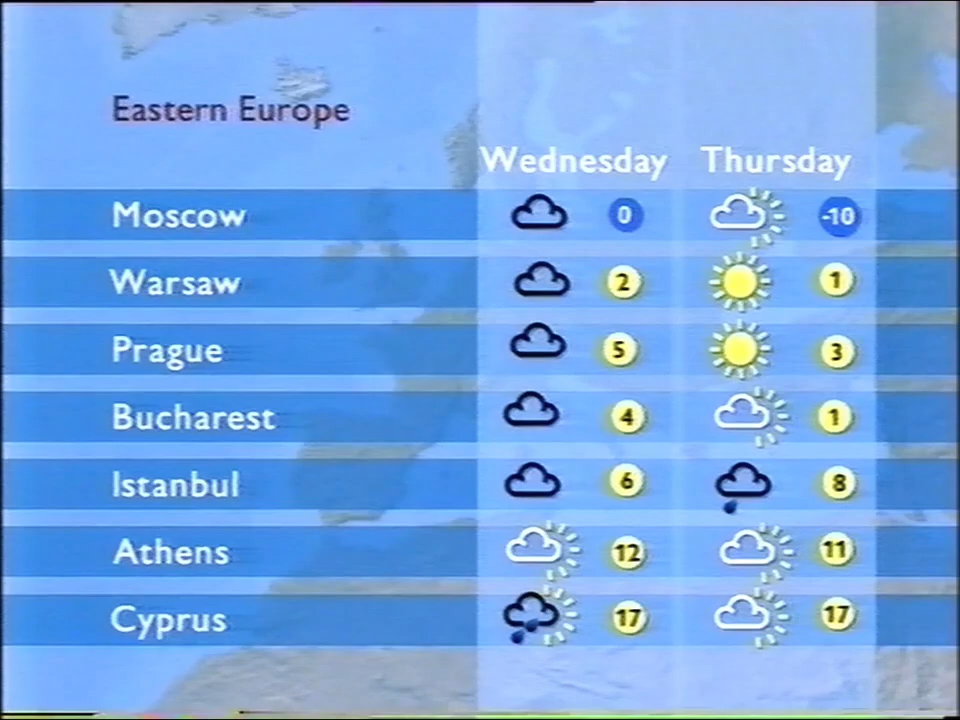 Eastern Europe
Wednesday Thursday
Moscow 0 -10
Warsaw 2 1
Prague 5 3
Bucharest 4 1
Istanbul 6 8
Athens 12 11
Cyprus 17 17